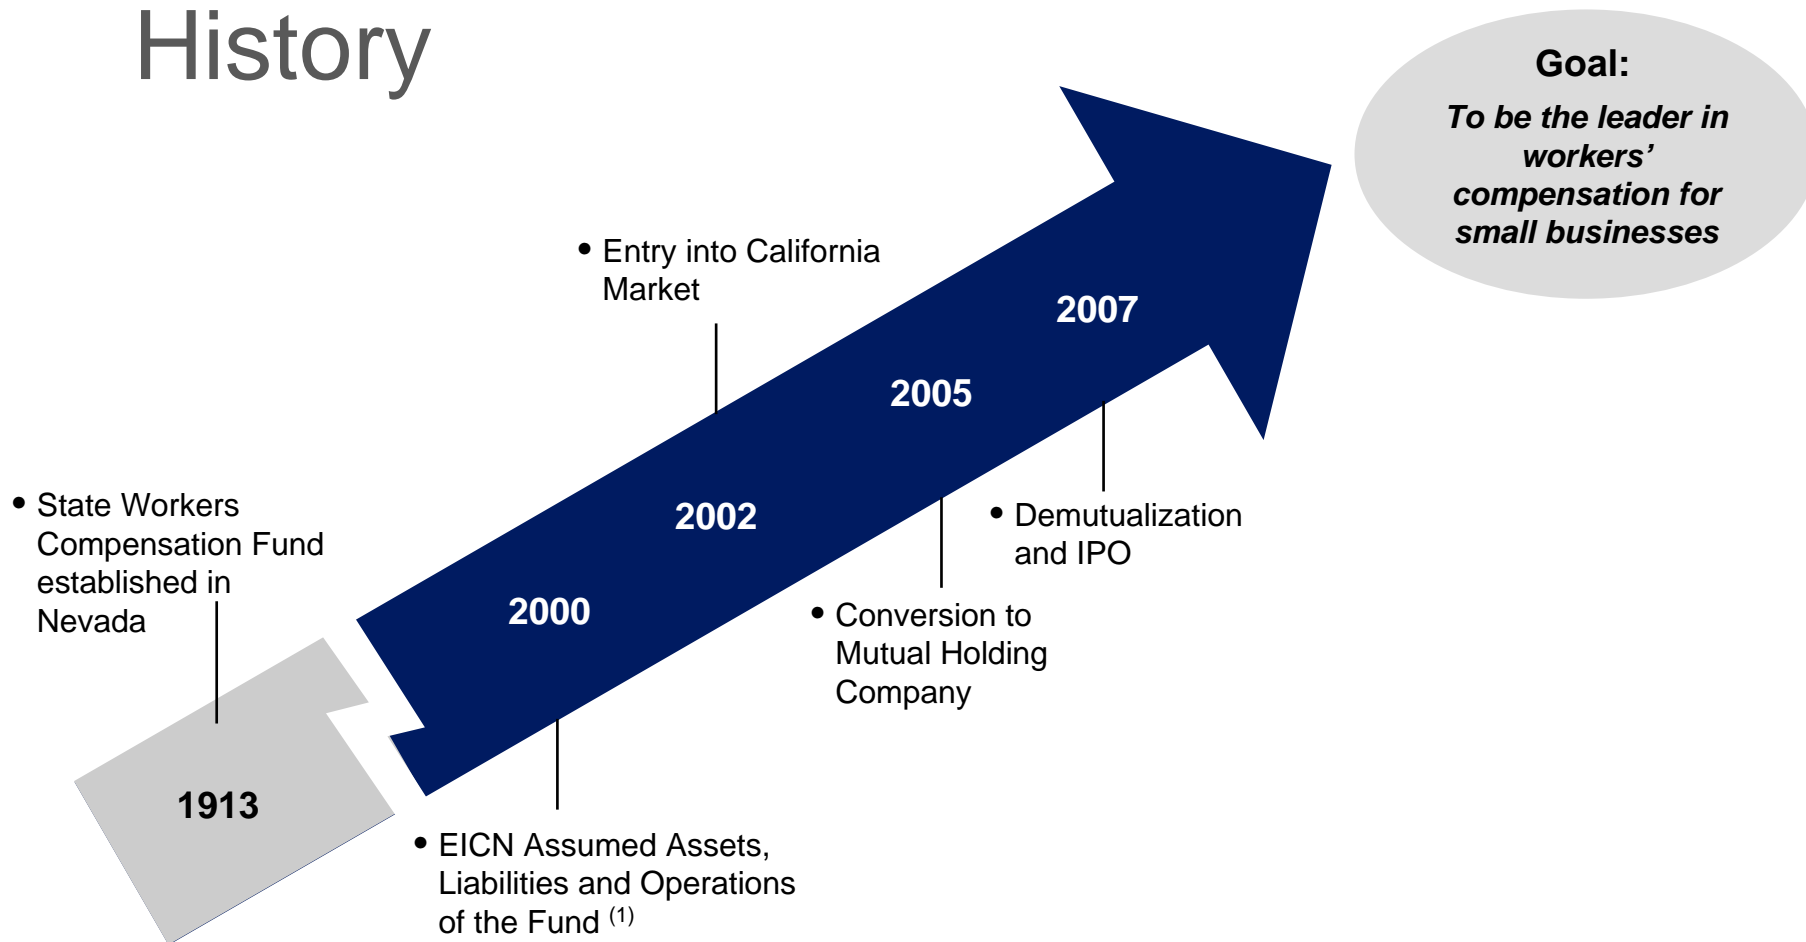 History
Goal:
To be the leader in
workers’
compensation for
small businesses
• Entry into California
Market
2007
2005
• State Workers
Compensation Fund
established in
Nevada
2002
• Demutualization
and IPO
2000
• Conversion to
Mutual Holding
Company
1913
• EICN Assumed Assets,
Liabilities and Operations
of the Fund (1)